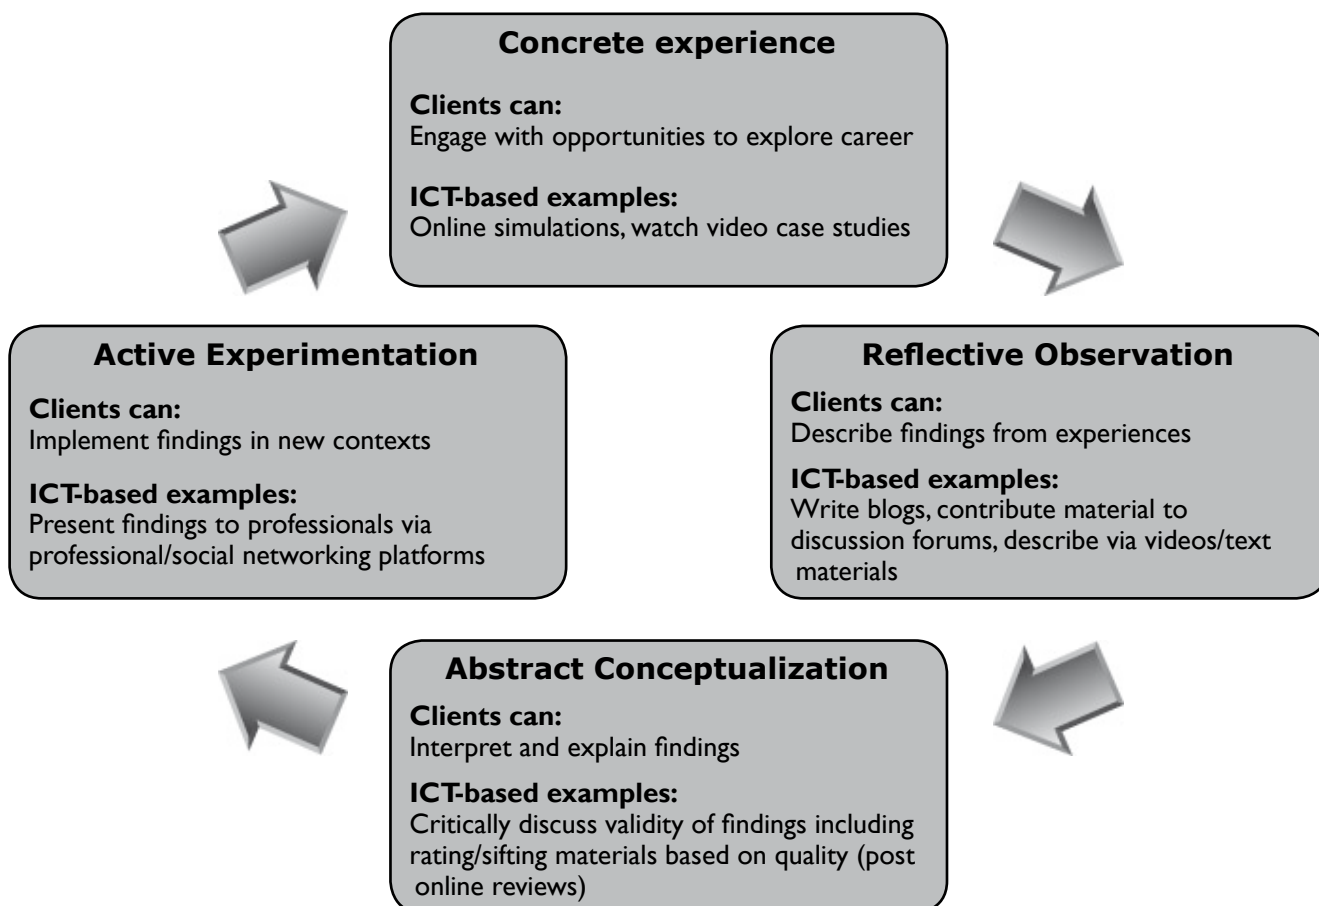 Concrete experience
Clients can:
Engage with opportunities to explore career
ICT-based examples:
Online simulations, watch video case studies
Active Experimentation
Clients can:
Implement findings in new contexts
ICT-based examples:
Present findings to professionals via
professional/social networking platforms
Reflective Observation
Clients can:
Describe findings from experiences
ICT-based examples:
Write blogs, contribute material to
discussion forums, describe via videos/text
materials
Abstract Conceptualization
Clients can:
Interpret and explain findings
ICT-based examples:
Critically discuss validity of findings including
rating/sifting materials based on quality (post
online reviews)